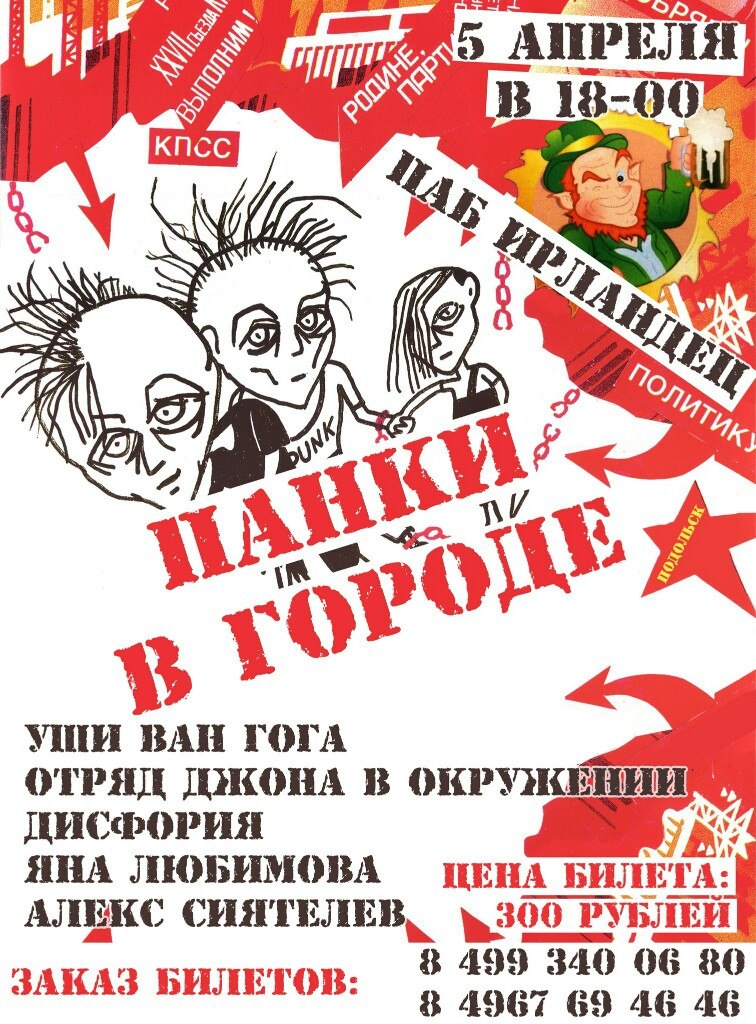 XXVII СЪЕЗДА
ВЫПОЛНИМ!
РОДИНЕ,
КПСС
5 АПРЕЛЯ
В 18-00
ПАБ ИРЛАНДЕЦ
ПОЛИТИКУ
PUNK
ПАНКИ
В ГОРОДЕ
ПОДОЛЬСК
УШИ ВАН ГОГА
ОТРЯД ДЖОНА В ОКРУЖЕНИИ
ДИСФОРИЯ
ЯНА ЛЮБИМОВА
АЛЕКС СИЯТЕЛЕВ
ЦЕНА БИЛЕТА:
300 РУБЛЕЙ
ЗАКАЗ БИЛЕТОВ:
8 499 340 06 80
8 4967 69 46 46